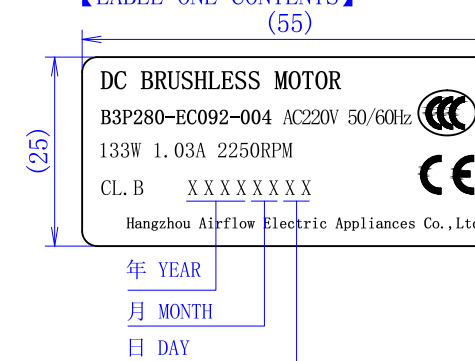 【LABEL ONE CONTENTS】
(55)
(25)
DC BRUSHLESS MOTOR
B3P280-EC092-004 AC220V 50/60Hz
133W 1.03A 2250RPM
CL.B XXXXXXXX
Hangzhou Airflow Electric Appliances Co.,Ltd
年 YEAR
月 MONTH
日 DAY